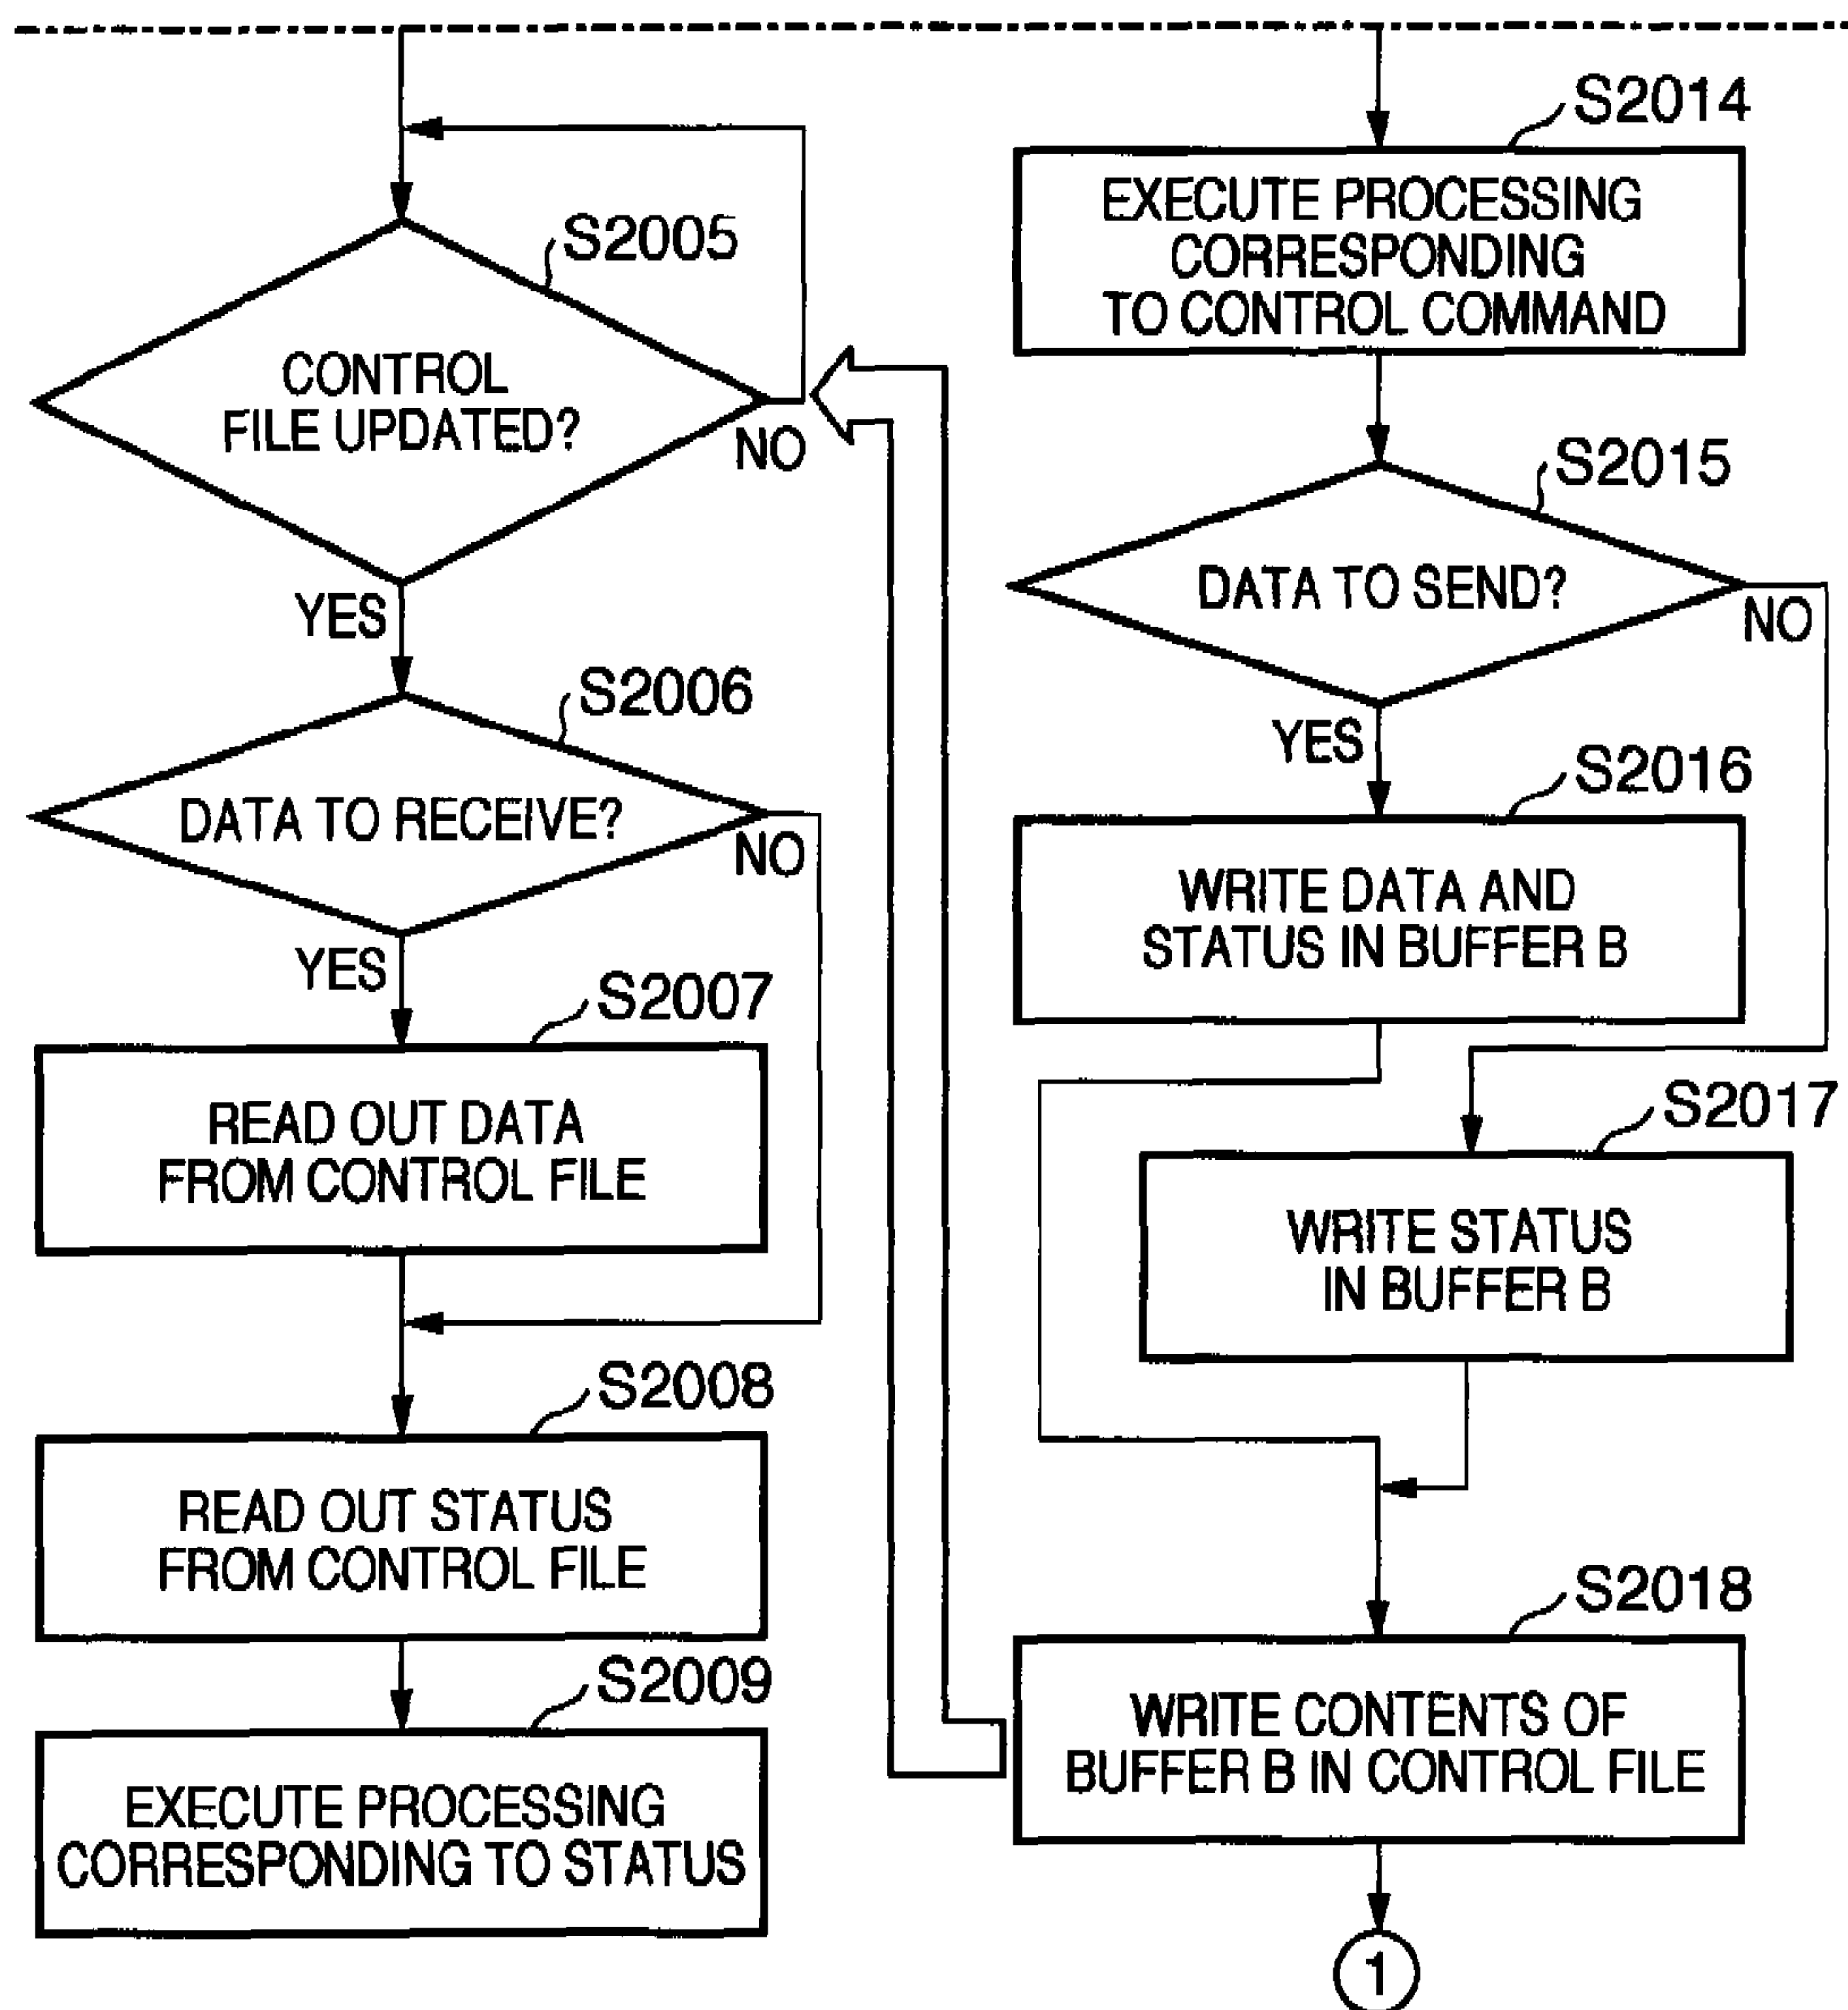 S2005
CONTROL
FILE UPDATED?
NO
YES
S2006
DATA TO RECEIVE?
NO
YES
S2007
READ OUT DATA
FROM CONTROL FILE
S2008
READ OUT STATUS
FROM CONTROL FILE
S2009
EXECUTE PROCESSING
CORRESPONDING TO STATUS
S2014
EXECUTE PROCESSING
CORRESPONDING
TO CONTROL COMMAND
S2015
DATA TO SEND?
NO
YES
S2016
WRITE DATA AND
STATUS IN BUFFER B
S2017
WRITE STATUS
IN BUFFER B
S2018
WRITE CONTENTS OF
BUFFER B IN CONTROL FILE
1